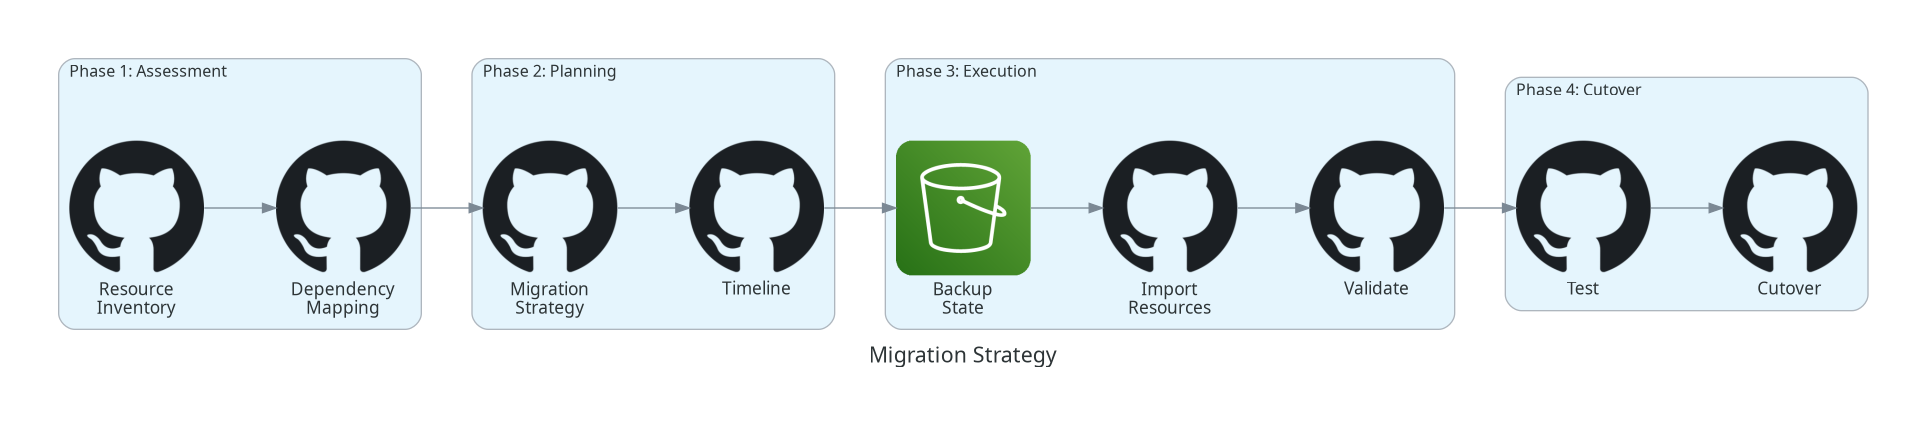 Phase 1: Assessment
Resource
Inventory
Dependency
Mapping
Phase 2: Planning
Migration
Strategy
Timeline
Phase 3: Execution
Backup
State
Import
Resources
Validate
Phase 4: Cutover
Test
Cutover
Migration Strategy